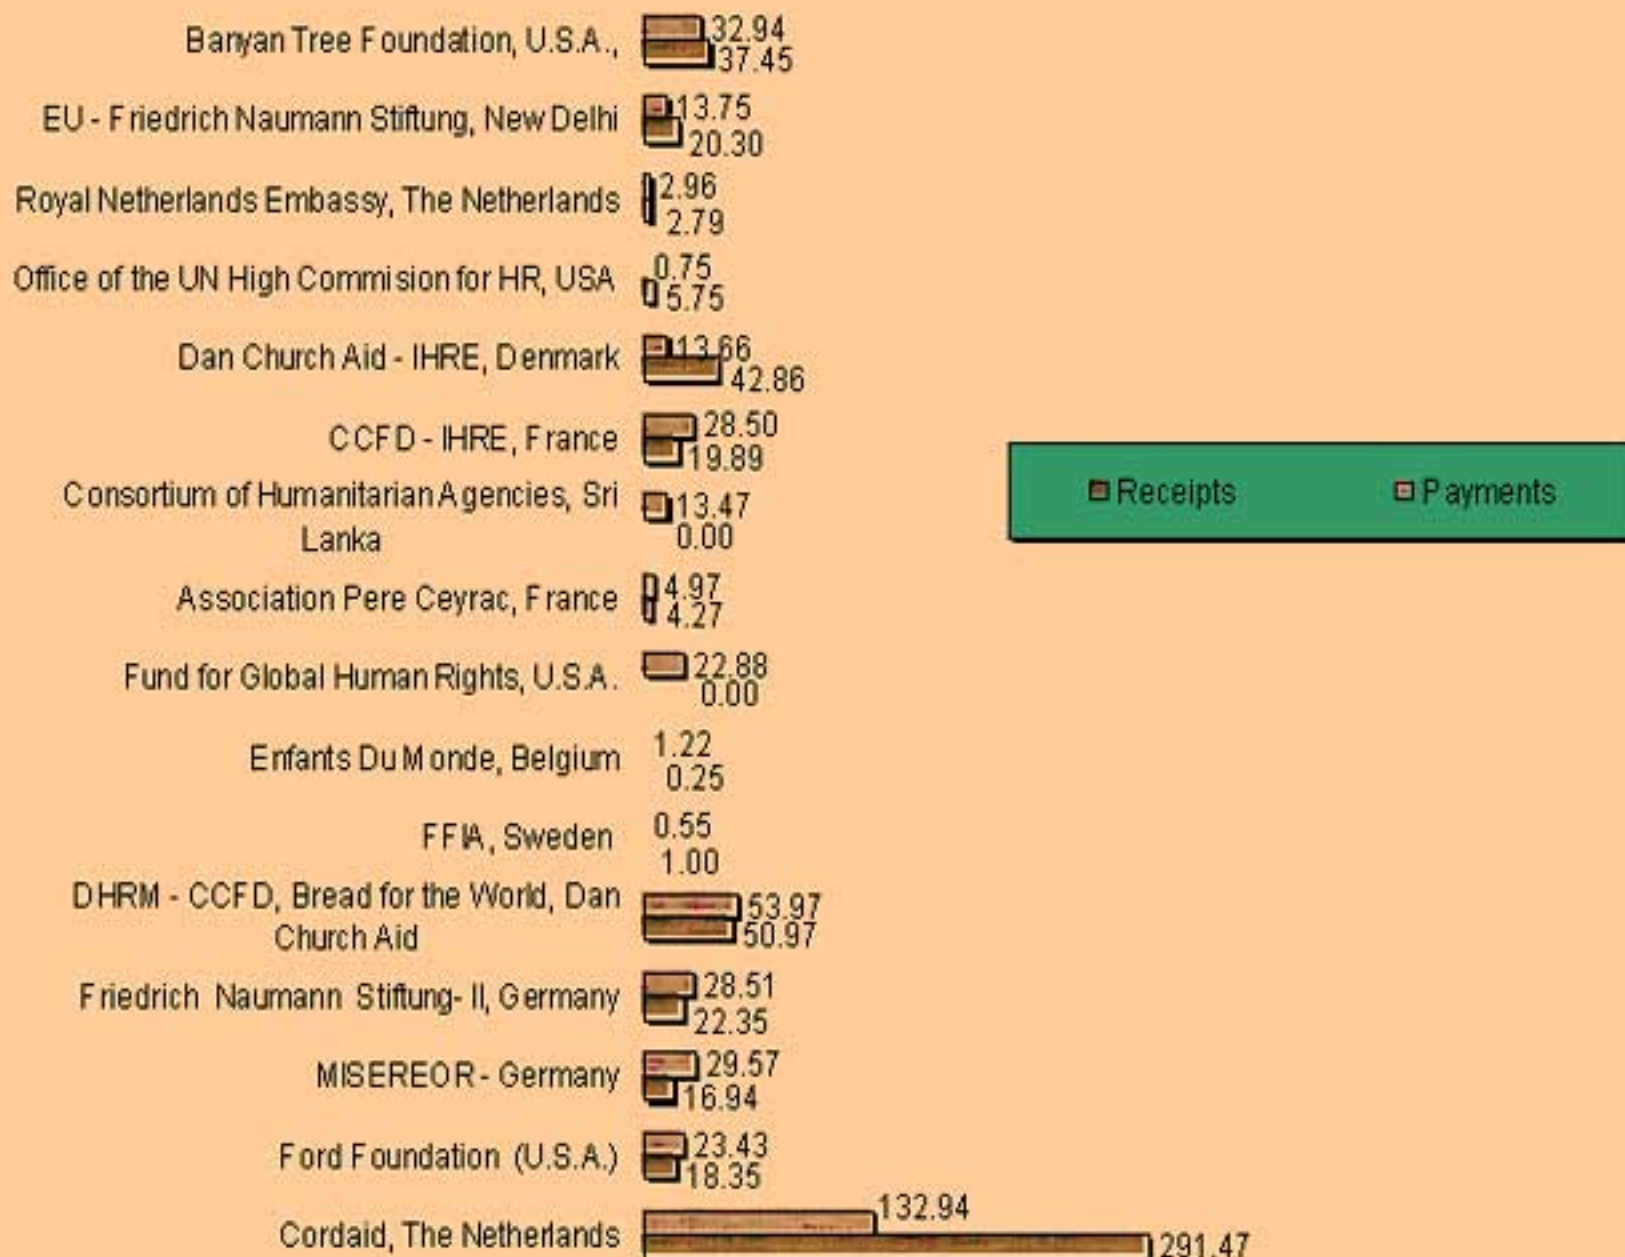 Banyan Tree Foundation, U.S.A.,
32.94
37.45
EU - Friedrich Naumann Stiftung, New Delhi
13.75
20.30
Royal Netherlands Embassy, The Netherlands
2.96
2.79
Office of the UN High Commision for HR, USA
0.75
5.75
Dan Church Aid - IHRE, Denmark
13.66
42.86
CCFD - IHRE, France
28.50
19.89
Consortium of Humanitarian Agencies, Sri
Lanka
13.47
0.00
Receipts Payments
Association Pere Ceyrac, France
4.97
4.27
Fund for Global Human Rights, U.S.A.
22.88
0.00
Enfants Du Monde, Belgium
1.22
0.25
FFIA, Sweden
0.55
1.00
DHRM - CCFD, Bread for the World, Dan
Church Aid
53.97
50.97
Friedrich Naumann Stiftung- II, Germany
28.51
22.35
MISEREOR - Germany
29.57
16.94
Ford Foundation (U.S.A.)
23.43
18.35
Cordaid, The Netherlands
132.94
291.47